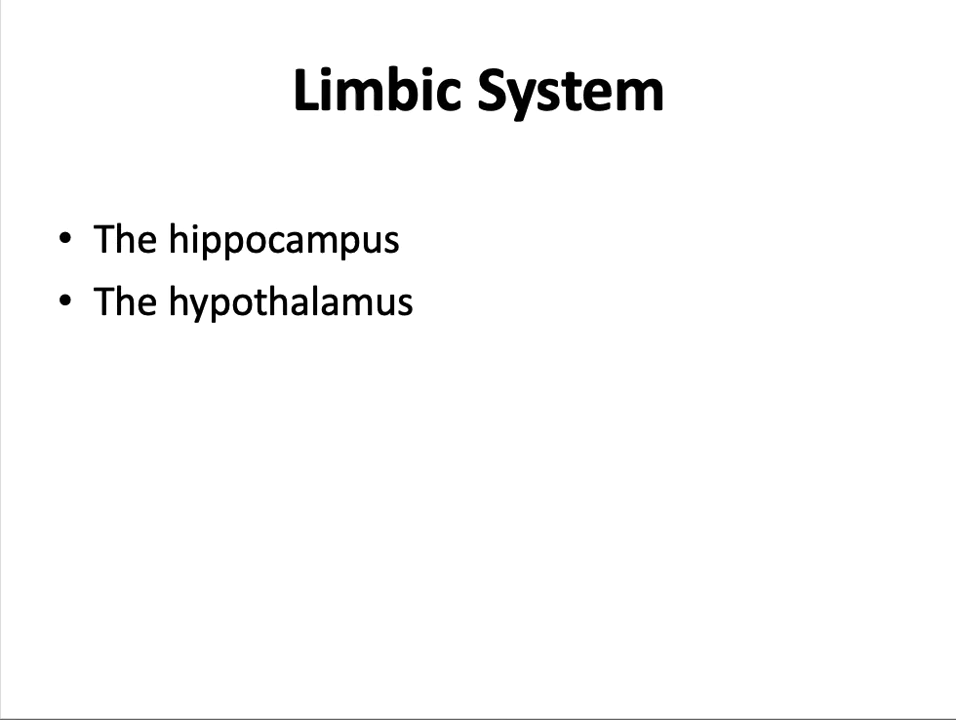 Limbic System
• The hippocampus
• The hypothalamus